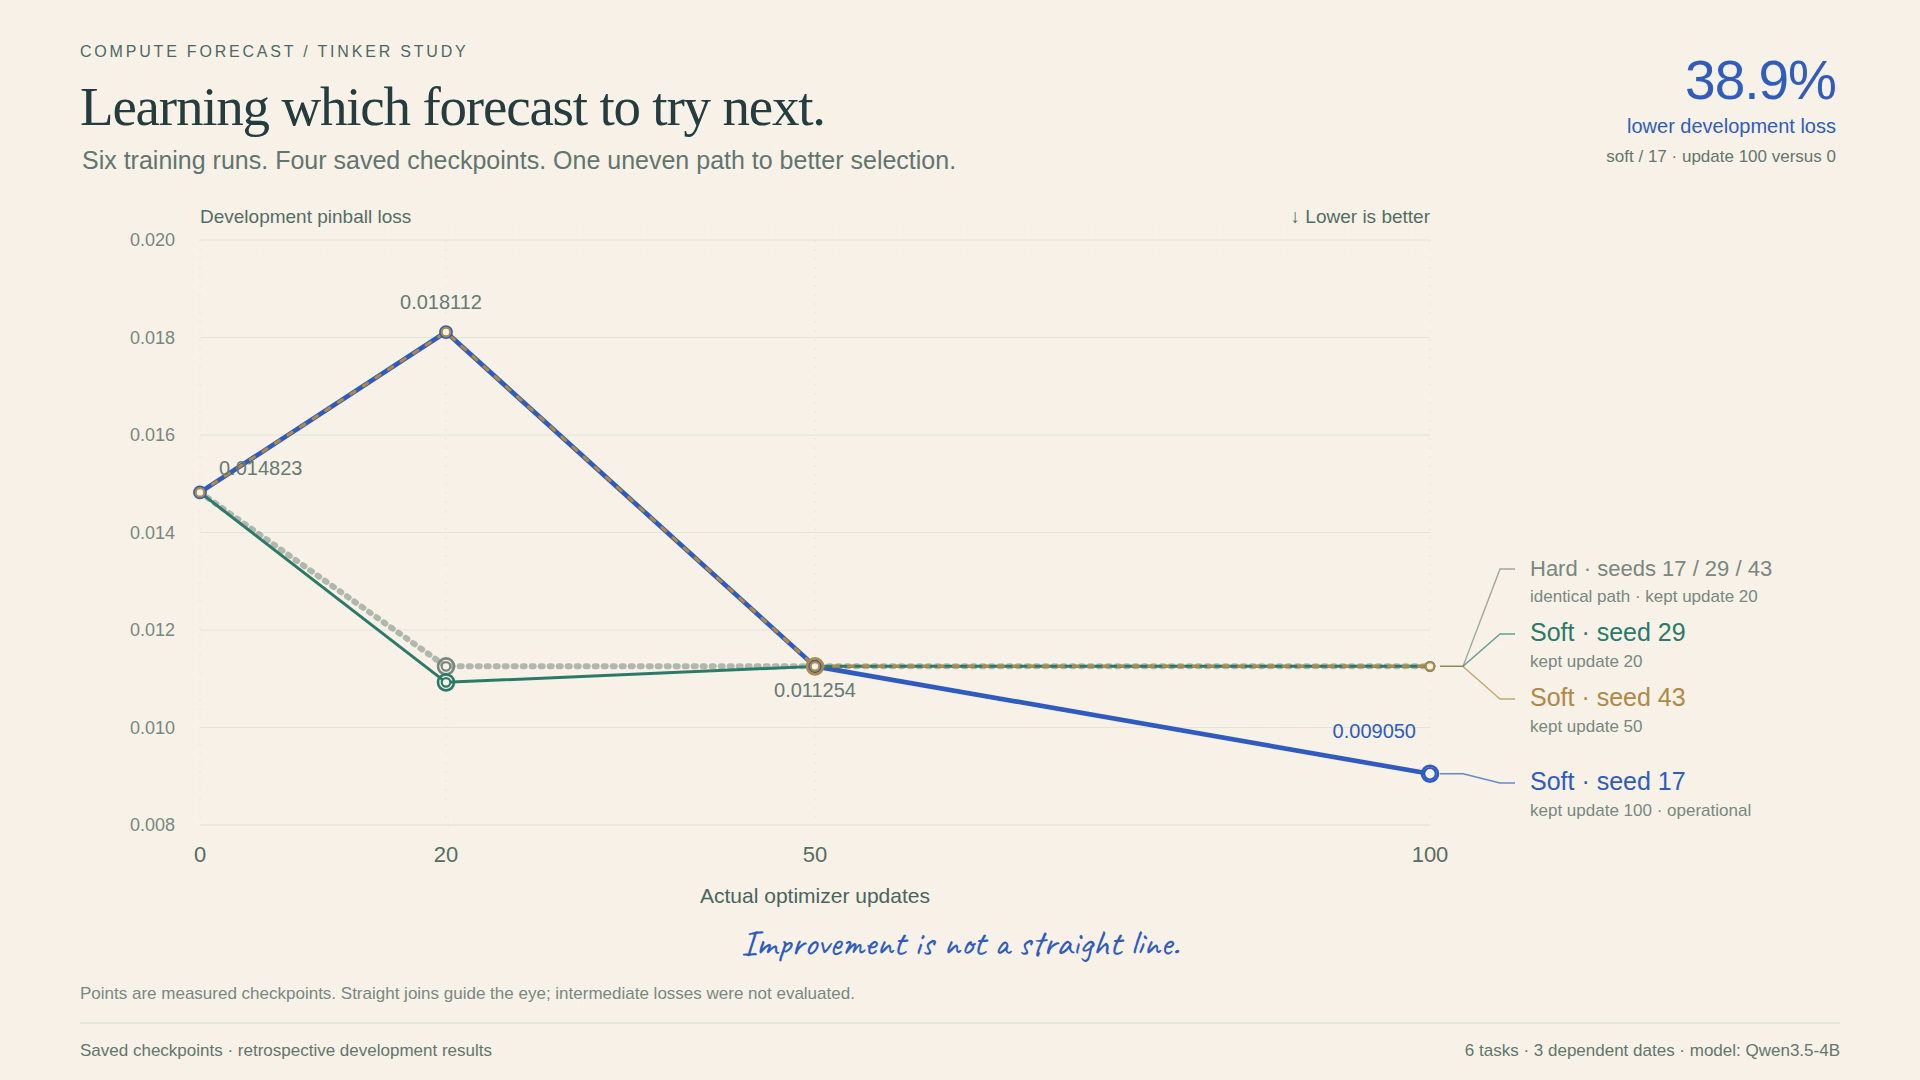 COMPUTE FORECAST / TINKER STUDY
Learning which forecast to try next.
Six training runs. Four saved checkpoints. One uneven path to better selection.
38.9%
lower development loss
soft / 17 · update 100 versus 0
Development pinball loss
↓ Lower is better
0.020
0.018112
0.018
0.016
0.014823
0.014
0.012
0.011254
0.010
0.009050
0.008
0
20
50
100
Hard · seeds 17 / 29 / 43
identical path · kept update 20
Soft · seed 29
kept update 20
Soft · seed 43
kept update 50
Soft · seed 17
kept update 100 · operational
Actual optimizer updates
Improvement is not a straight line.
Points are measured checkpoints. Straight joins guide the eye; intermediate losses were not evaluated.
Saved checkpoints · retrospective development results
6 tasks · 3 dependent dates · model: Qwen3.5-4B